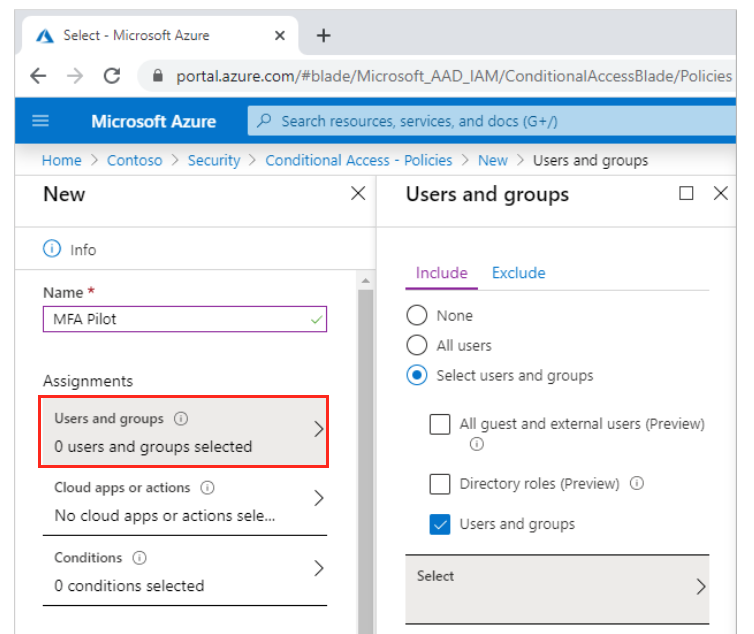 Select - Microsoft Azure
portal.azure.com/#blade/Microsoft_AAD_IAM/ConditionalAccessBlade/Policies
Microsoft Azure
Search resources, services, and docs (G+/)
Home > Contoso > Security > Conditional Access - Policies > New > Users and groups
New
Info
Name *
MFA Pilot
Assignments
Users and groups
0 users and groups selected
Cloud apps or actions
No cloud apps or actions sele...
Conditions
0 conditions selected
Users and groups
Include Exclude
None
All users
Select users and groups
All guest and external users (Preview)
Directory roles (Preview)
Users and groups
Select